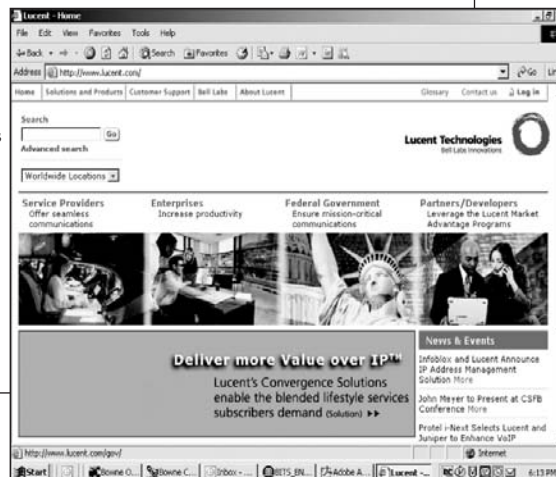 Lucent - Home
File Edit View Favorites Tools Help
Back Search Favorites
Address http://www.lucent.com/ Go
Home Solutions and Products Customer Support Bell Labs About Lucent Glossary Contact us Log in
Search
Go
Advanced search
Worldwide Locations
Lucent Technologies
Bell Labs Innovations
Service Providers
Offer seamless
communications
Enterprises
Increase productivity
Federal Government
Ensure mission-critical
communications
Partners/Developers
Leverage the Lucent Market
Advantage Programs
Deliver more Value over IP™
Lucent's Convergence Solutions
enable the blended lifestyle services
subscribers demand (Solution) ▶▶
News & Events
Infoblox and Lucent Announce
IP Address Management
Solution More
John Meyer to Present at CSFB
Conference More
Protel i-Next Selects Lucent and
Juniper to Enhance VoIP
http://www.lucent.com/gov/ Internet
Start Bowne O... Bowne C... Inbox - ... BITS_EN... Adobe A... Lucent -... 6:13 PM